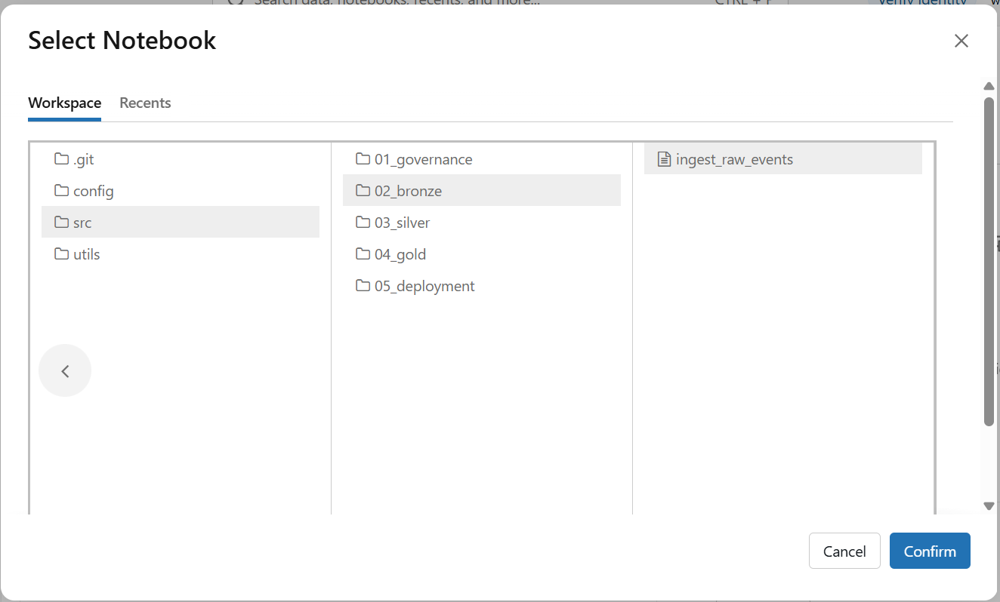 Search data, notebooks, recents, and more... CTRL + P
Select Notebook
Workspace Recents
.git
config
src
utils
01_governance
02_bronze
03_silver
04_gold
05_deployment
ingest_raw_events
Cancel Confirm